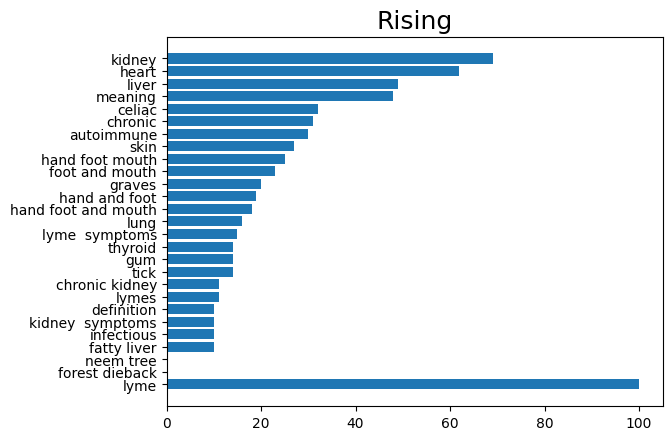 Rising
kidney
heart
liver
meaning
celiac
chronic
autoimmune
skin
hand foot mouth
foot and mouth
graves
hand and foot
hand foot and mouth
lung
lyme  symptoms
thyroid
gum
tick
chronic kidney
lymes
definition
kidney  symptoms
infectious
fatty liver
neem tree
forest dieback
lyme
0 20 40 60 80 100